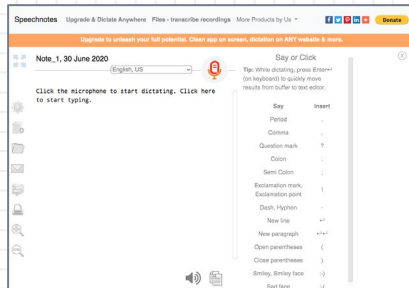 Speechnotes Upgrade & Dictate Anywhere Files - transcribe recordings More Products by Us Donate
Upgrade to unleash your full potential. Clean app on screen, dictation on ANY website & more.
Note_1, 30 June 2020
English, US
Click the microphone to start dictating. Click here
to start typing.
Say or Click
Tip: While dictating, press Enter↵
(on keyboard) to quickly move
results from buffer to text editor.
Say Insert
Period .
Comma ,
Question mark ?
Colon :
Semi Colon ;
Exclamation mark,
Exclamation point !
Dash, Hyphen -
New line ↵
New paragraph ↵↵
Open parentheses (
Close parentheses )
Smiley, Smiley face :-)
Sad face :-(